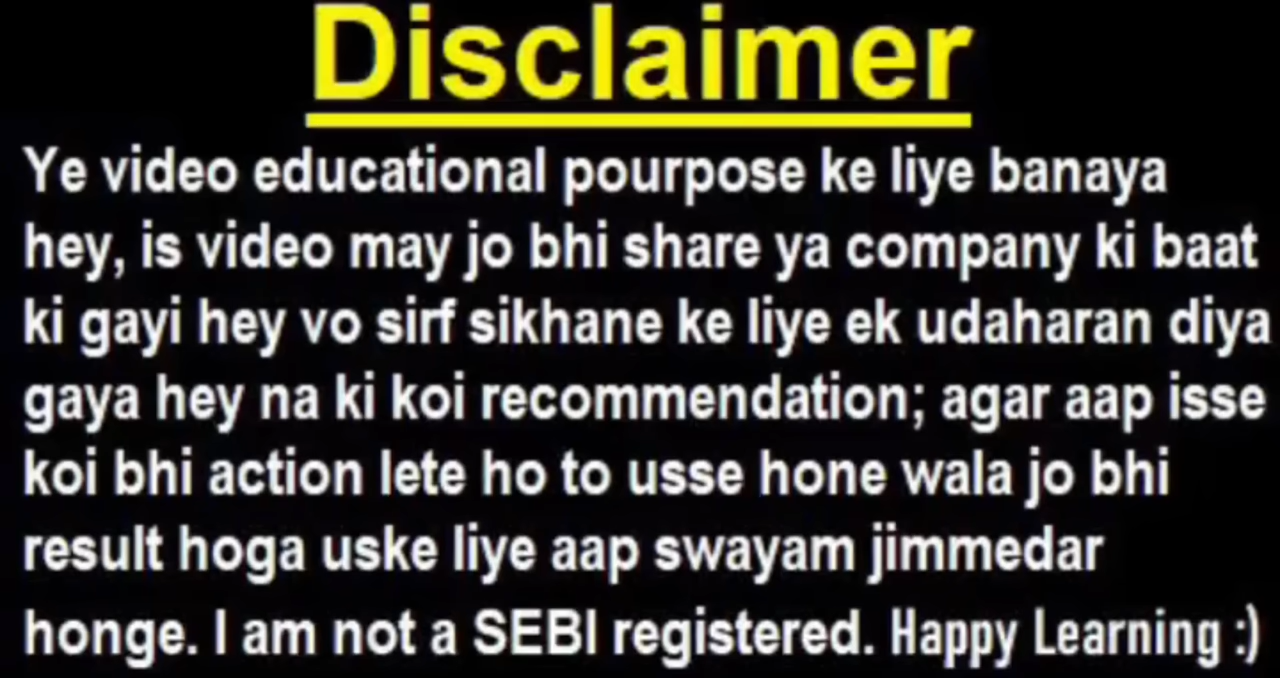 Disclaimer
Ye video educational pourpose ke liye banaya
hey, is video may jo bhi share ya company ki baat
ki gayi hey vo sirf sikhane ke liye ek udaharan diya
gaya hey na ki koi recommendation; agar aap isse
koi bhi action lete ho to usse hone wala jo bhi
result hoga uske liye aap swayam jimmedar
honge. I am not a SEBI registered. Happy Learning :)